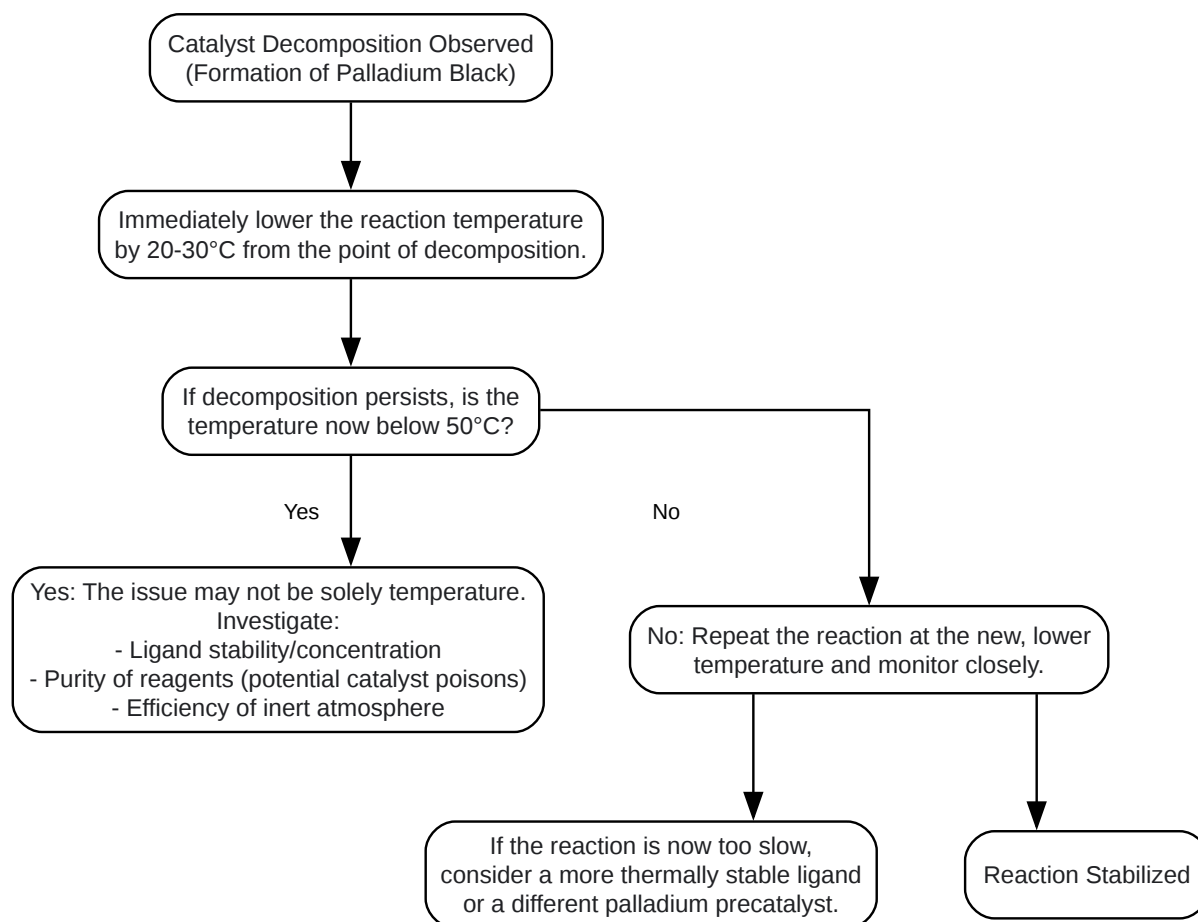 Catalyst Decomposition Observed
(Formation of Palladium Black)
Immediately lower the reaction temperature
by 20-30°C from the point of decomposition.
If decomposition persists, is the
temperature now below 50°C?
Yes
No
Yes: The issue may not be solely temperature.
Investigate:
- Ligand stability/concentration
- Purity of reagents (potential catalyst poisons)
- Efficiency of inert atmosphere
No: Repeat the reaction at the new, lower
temperature and monitor closely.
If the reaction is now too slow,
consider a more thermally stable ligand
or a different palladium precatalyst.
Reaction Stabilized